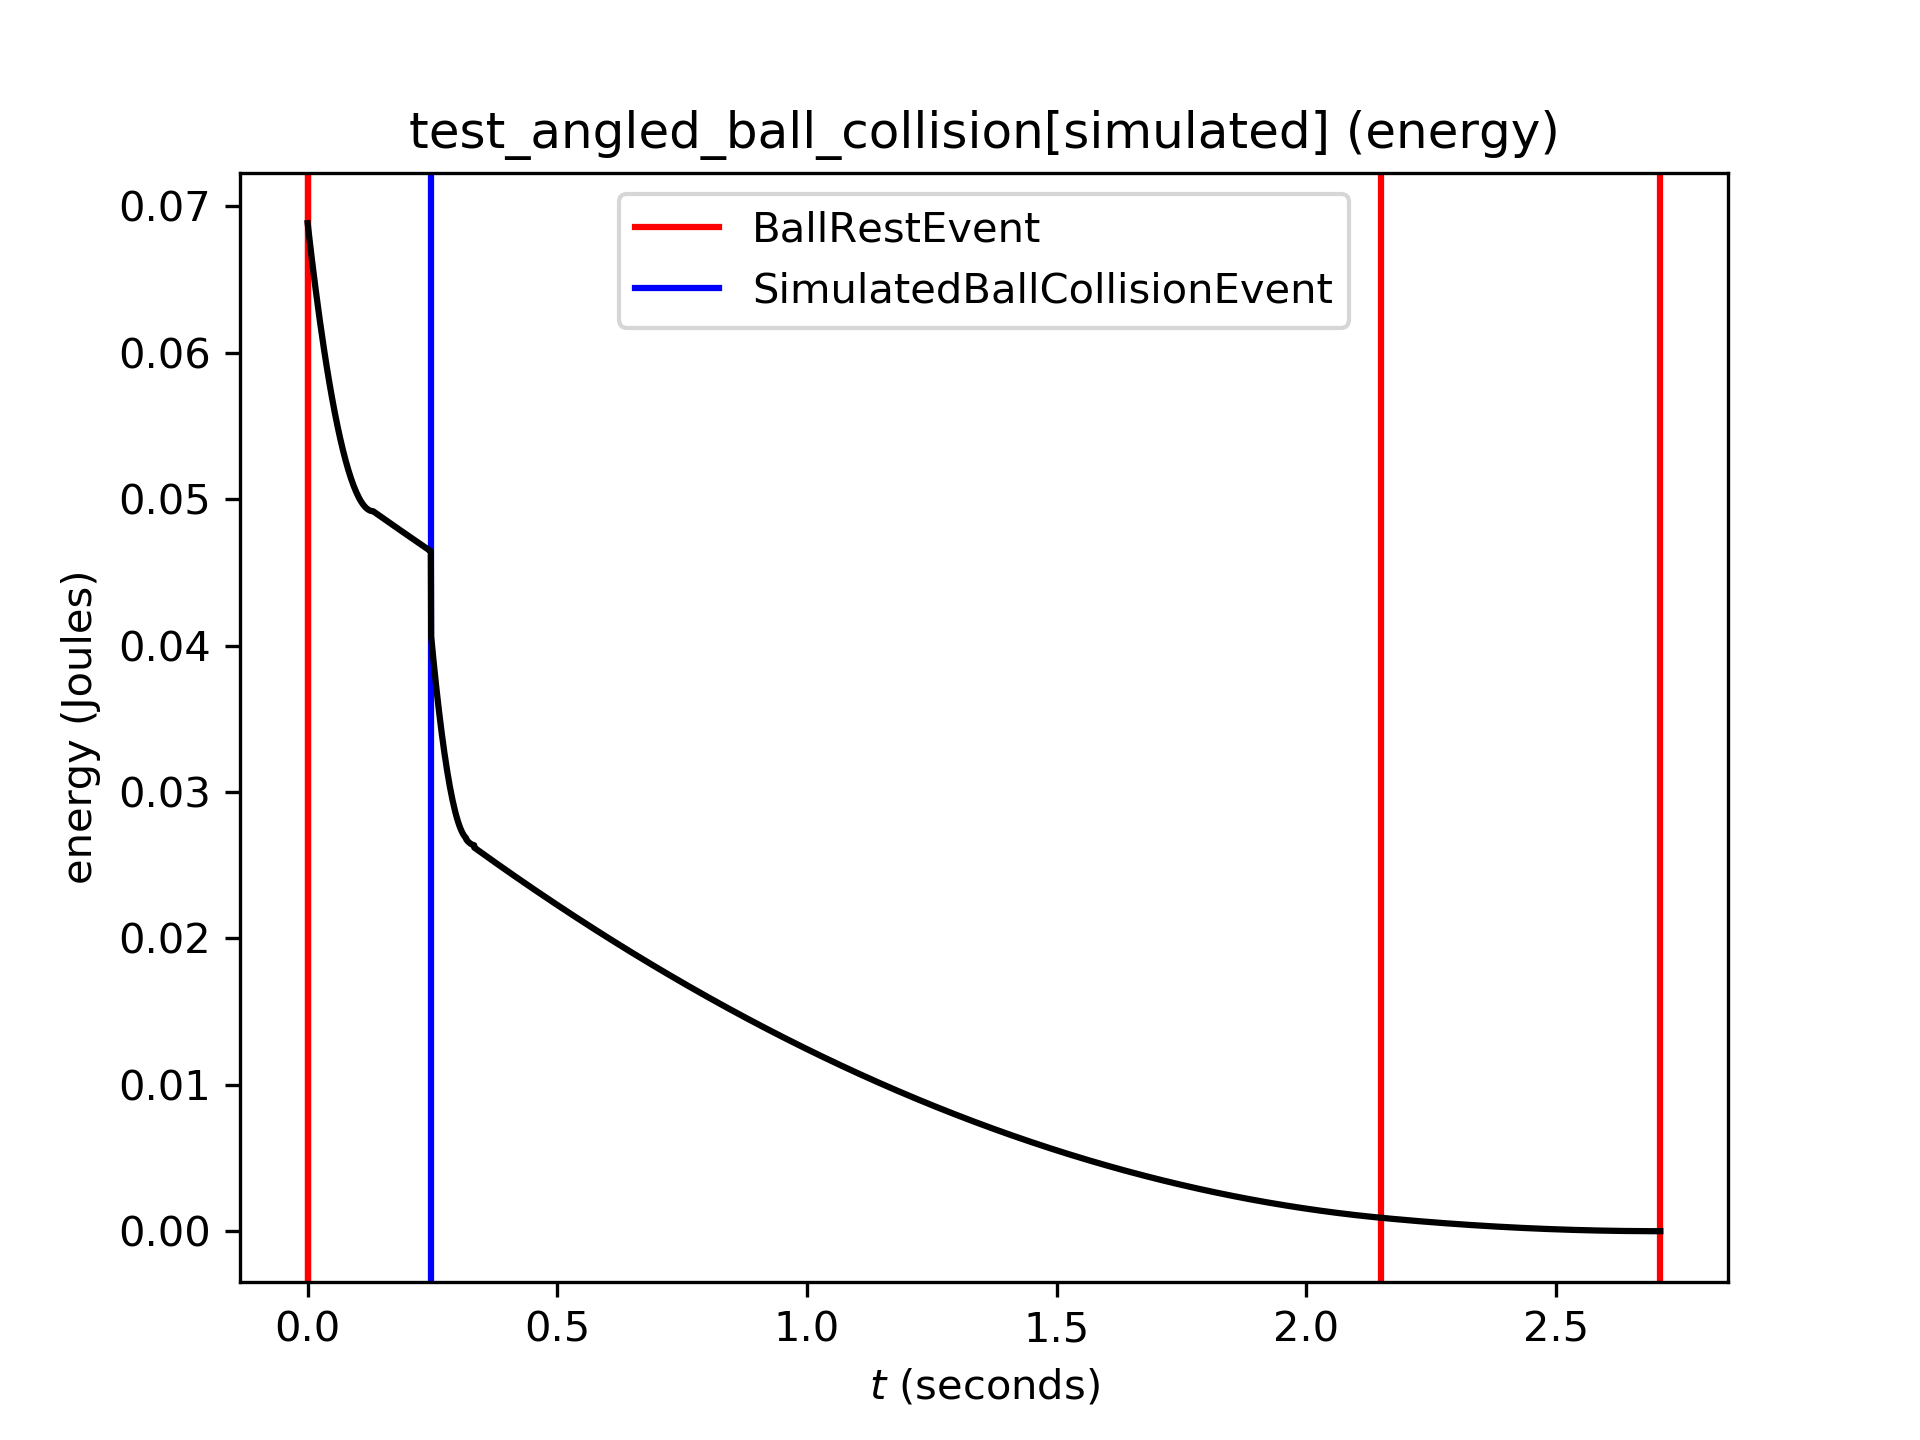 test_angled_ball_collision[simulated] (energy)
BallRestEvent
SimulatedBallCollisionEvent
0.07
0.06
0.05
0.04
0.03
0.02
0.01
0.00
energy (Joules)
0.0 0.5 1.0 1.5 2.0 2.5
t (seconds)